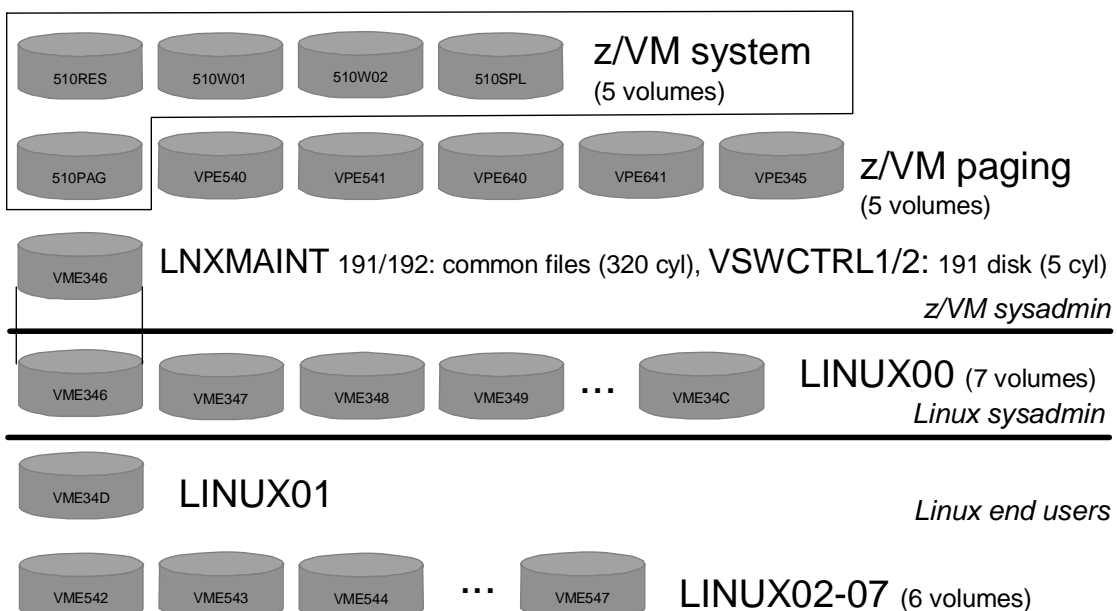 z/VM system
510RES 510W01 510W02 510SPL (5 volumes)
z/VM paging
510PAG VPE540 VPE541 VPE640 VPE641 VPE345
(5 volumes)
VME346 LNXMAINT 191/192: common files (320 cyl), VSWCTRL1/2: 191 disk (5 cyl)
z/VM sysadmin
VME346 VME347 VME348 VME349 ... VME34C LINUX00 (7 volumes)
Linux sysadmin
VME34D LINUX01
Linux end users
VME542 VME543 VME544 ... VME547 LINUX02-07 (6 volumes)